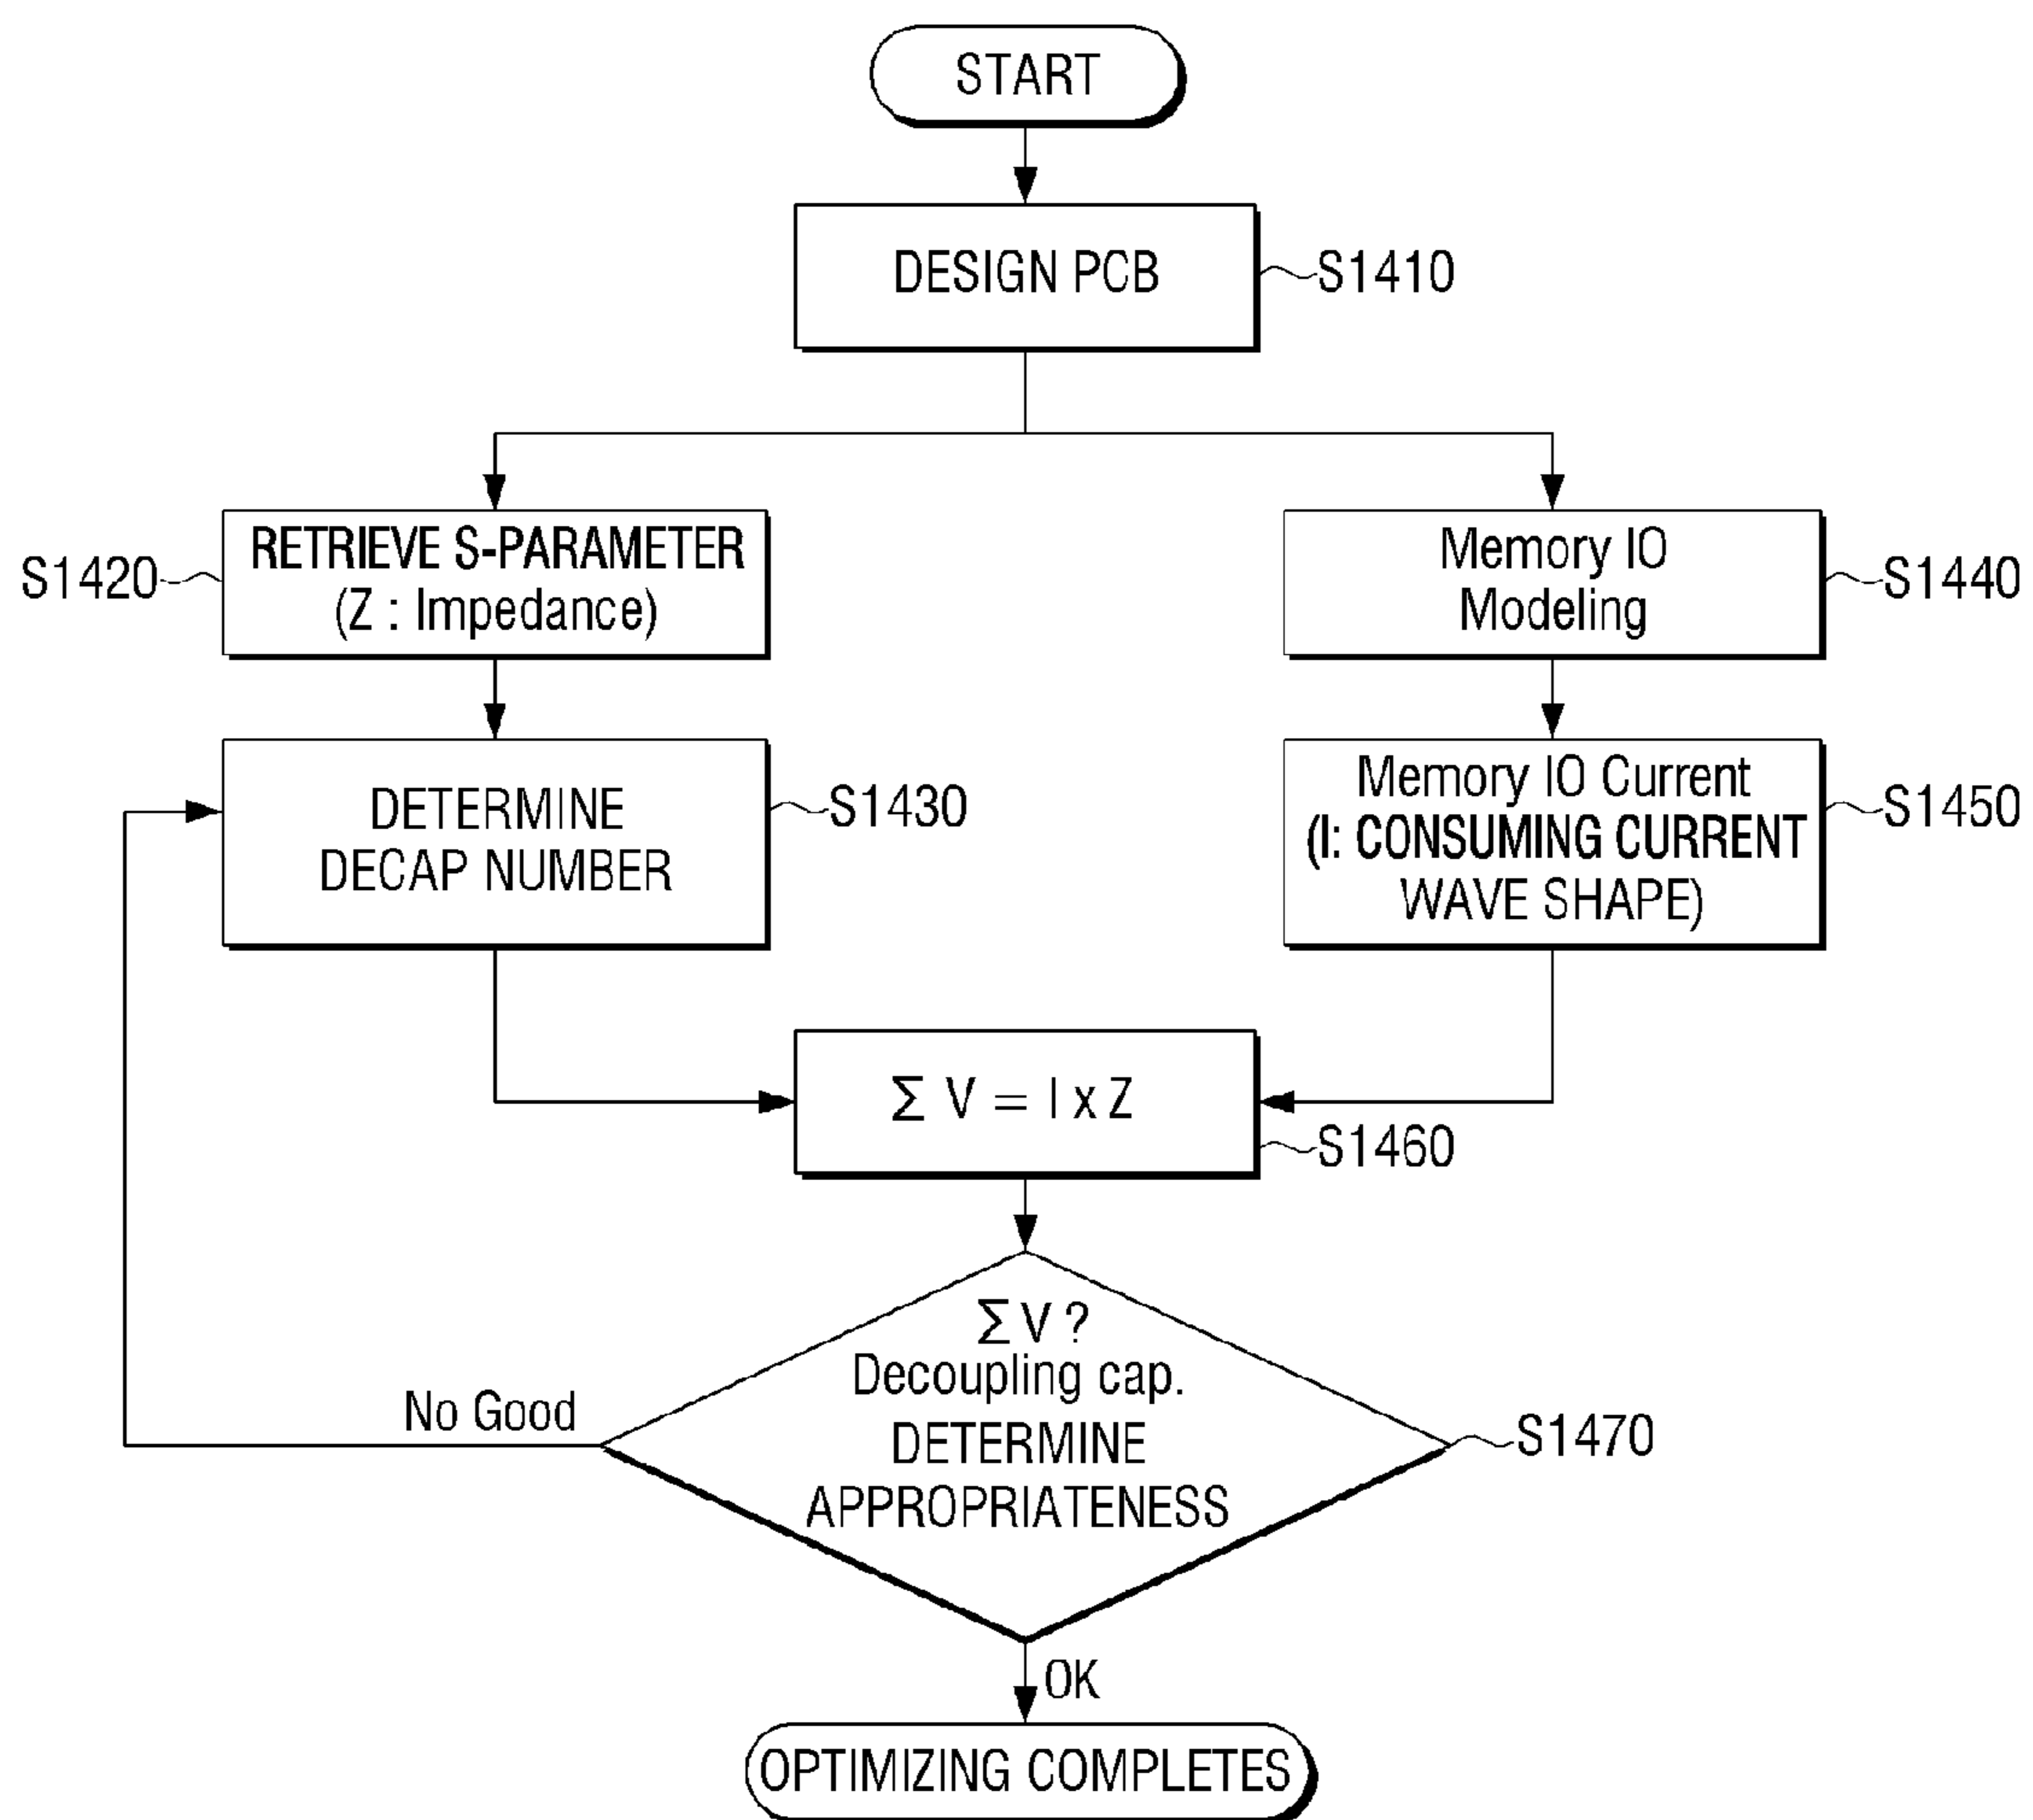 START
DESIGN PCB
S1410
RETRIEVE S-PARAMETER
(Z : Impedance)
S1420
Memory IO
Modeling
S1440
DETERMINE
DECAP NUMBER
S1430
Memory IO Current
(I: CONSUMING CURRENT
WAVE SHAPE)
S1450
Σ V = I x Z
S1460
Σ V ?
Decoupling cap.
DETERMINE
APPROPRIATENESS
S1470
No Good
OK
OPTIMIZING COMPLETES